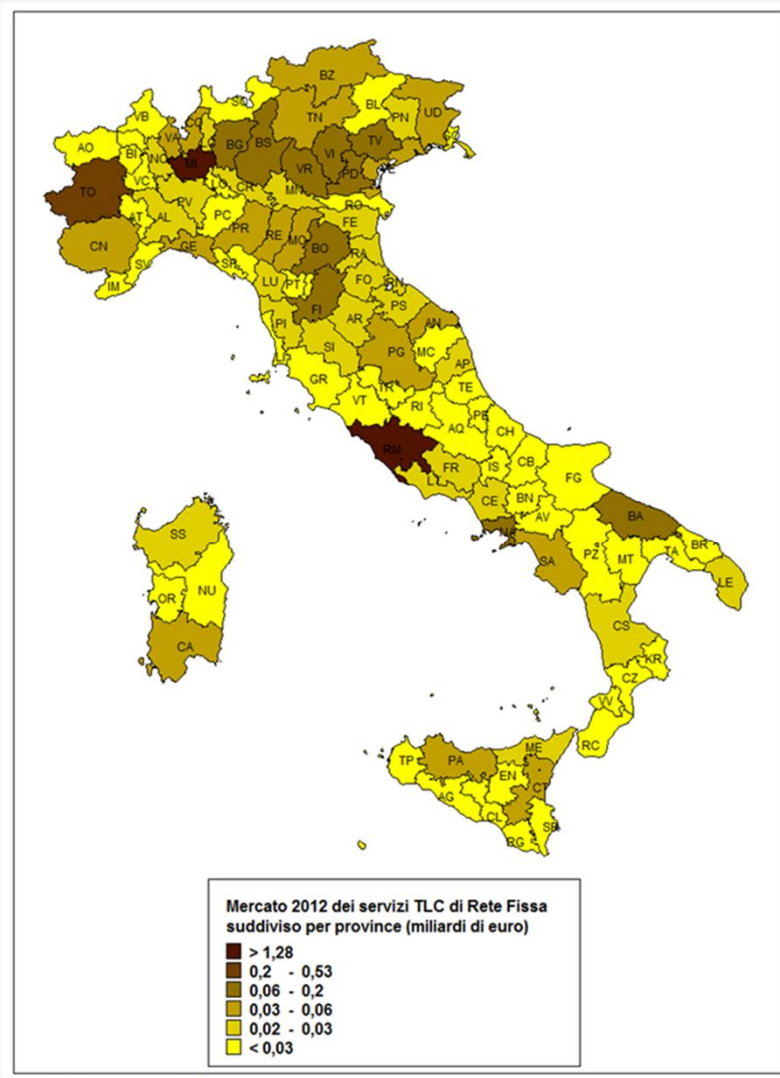 BZ
SO
BL
UD
TN
PN
VB
CO
VA
AO
BI
NO
MI
BG
BS
VI
TV
VR
PD
VE
TO
VC
LO
CR
MN
PV
RO
AT
AL
PC
PR
RE
MO
FE
CN
GE
BO
RA
SV
SP
IM
LU
PT
FO
RN
FI
PS
PI
AR
AN
LI
SI
PG
MC
AP
GR
TR
TE
VT
RI
PE
AQ
CH
RM
FR
IS
CB
FG
LT
CE
BN
BA
AV
NA
SA
PZ
MT
TA
BR
LE
SS
NU
OR
CA
CS
KR
CZ
VV
RC
ME
TP
PA
EN
CT
AG
CL
SR
RG
Mercato 2012 dei servizi TLC di Rete Fissa
suddiviso per province (miliardi di euro)
> 1,28
0,2 - 0,53
0,06 - 0,2
0,03 - 0,06
0,02 - 0,03
< 0,03